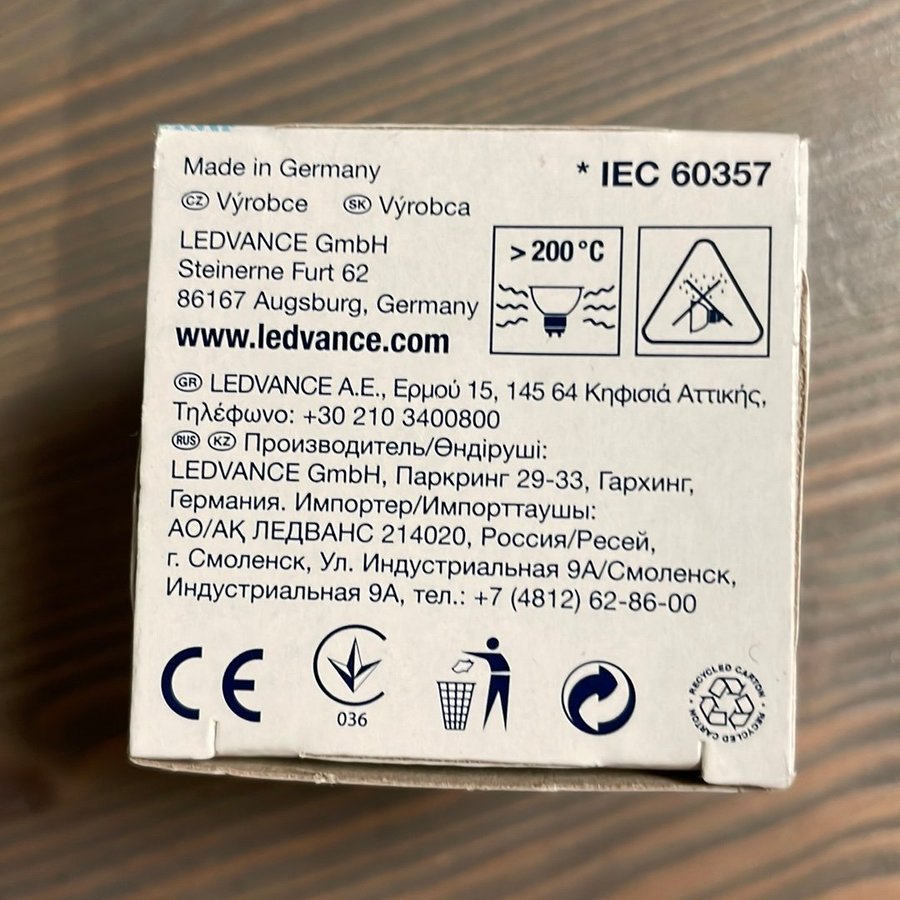 Made in Germany
* IEC 60357
CZ Výrobce SK Výrobca
LEDVANCE GmbH
Steinerne Furt 62
86167 Augsburg, Germany
www.ledvance.com
>200°C
GR LEDVANCE A.E., Ερμού 15, 145 64 Κηφισιά Αττικής,
Τηλέφωνο: +30 210 3400800
RUS KZ Производитель/Өндіруші:
LEDVANCE GmbH, Паркринг 29-33, Гархинг,
Германия. Импортер/Импорттаушы:
АО/АҚ ЛЕДВАНС 214020, Россия/Ресей,
г. Смоленск, Ул. Индустриальная 9А/Смоленск,
Индустриальная 9А, тел.: +7 (4812) 62-86-00
CE
036
RECYCLED CARTON • RECYCLED CARTON •